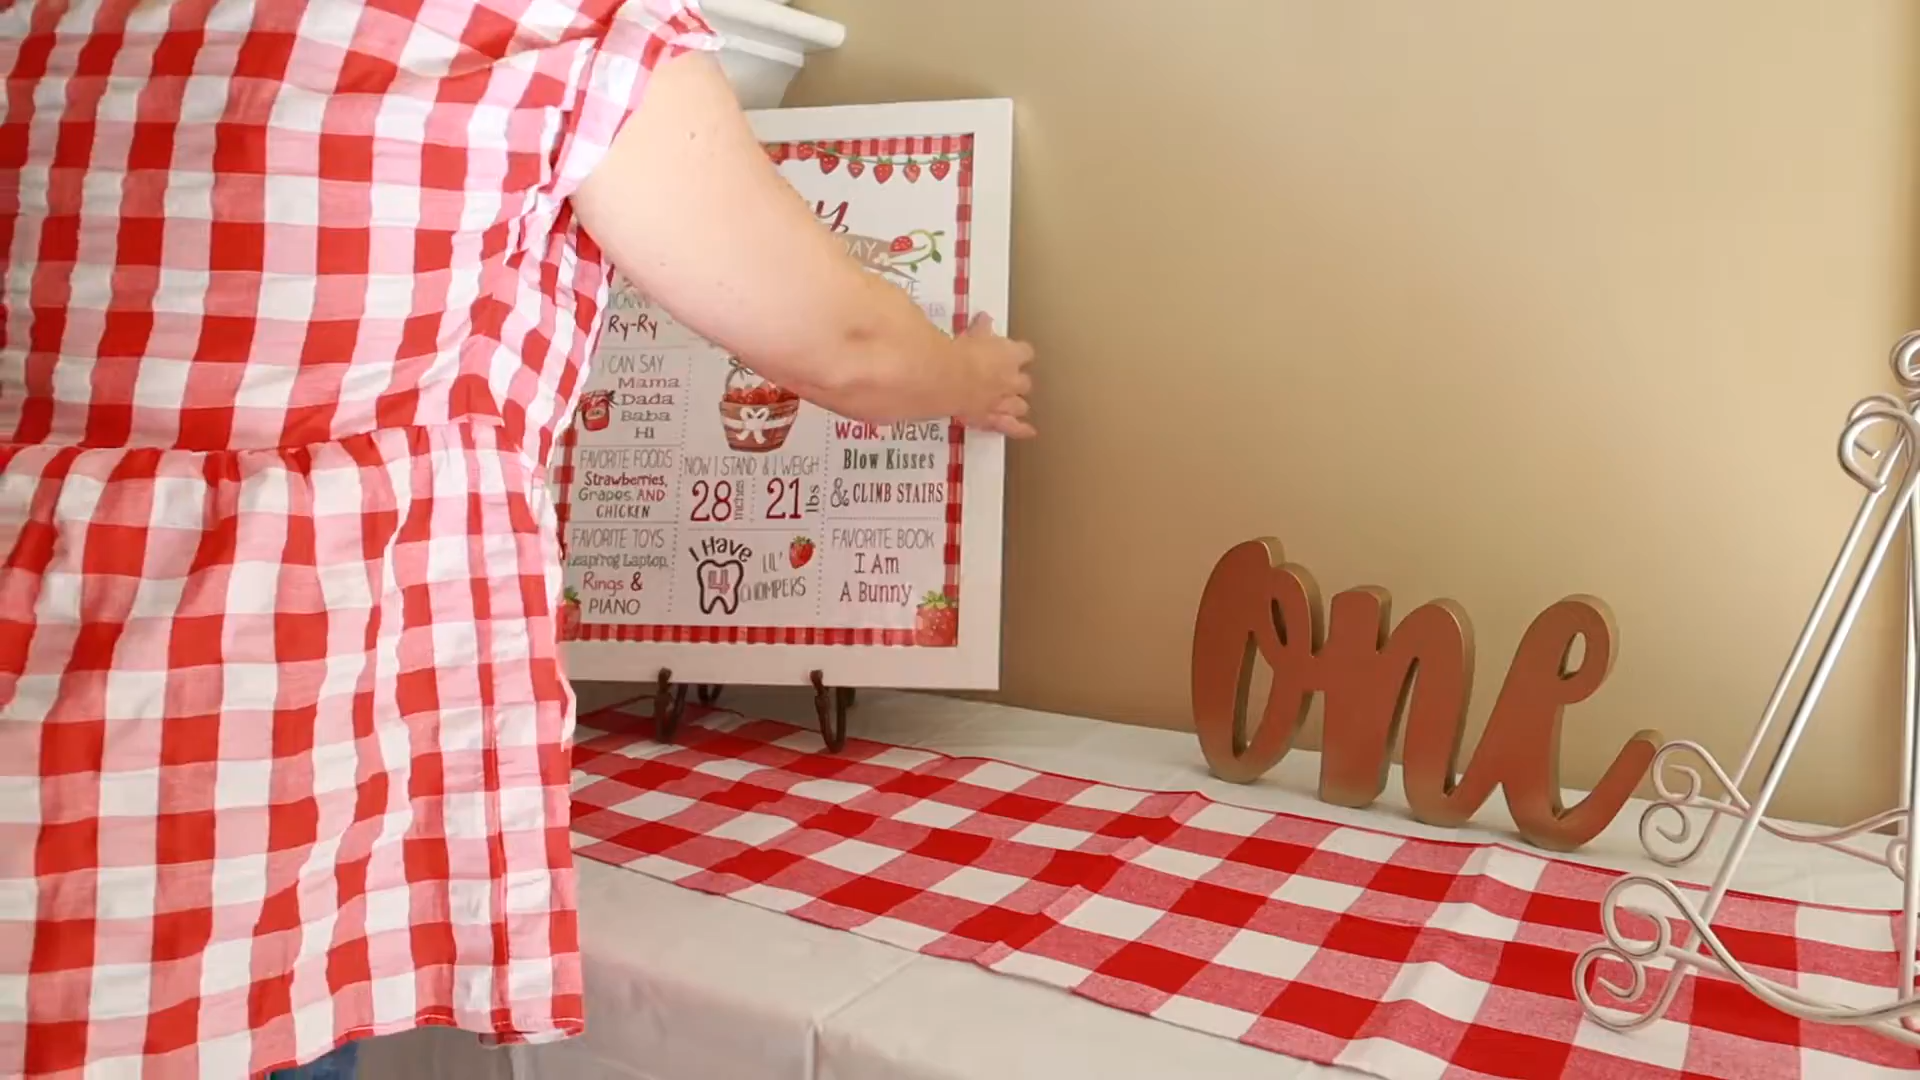 Ry-Ry
I CAN SAY
Mama
Dada
Baba
Hi
FAVORITE FOODS
Strawberries,
Grapes, AND
CHICKEN
FAVORITE TOYS
Leapfrog Laptop,
Rings &
PIANO
NOW I STAND & I WEIGH
28 inches 21 lbs
I Have
4
LIL'
CHOMPERS
Walk, Wave,
Blow Kisses
& CLIMB STAIRS
FAVORITE BOOK
I Am
A Bunny
one